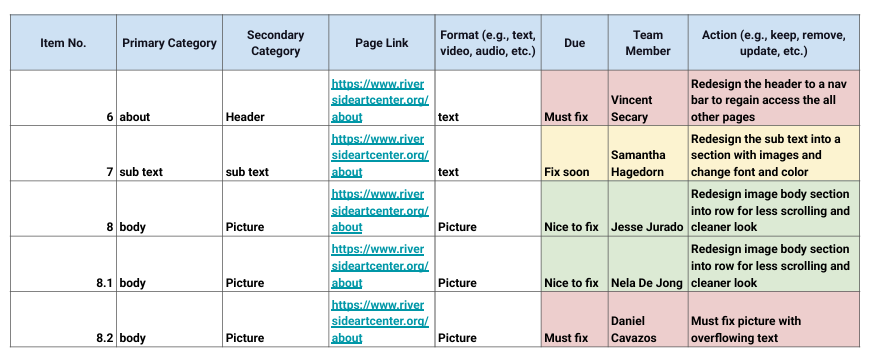 Item No. Primary Category Secondary Category Page Link Format (e.g., text, video, audio, etc.) Due Team Member Action (e.g., keep, remove, update, etc.)
6 about Header https://www.riversideartcenter.org/about text Must fix Vincent Secary Redesign the header to a nav bar to regain access the all other pages
7 sub text sub text https://www.riversideartcenter.org/about text Fix soon Samantha Hagedorn Redesign the sub text into a section with images and change font and color
8 body Picture https://www.riversideartcenter.org/about Picture Nice to fix Jesse Jurado Redesign image body section into row for less scrolling and cleaner look
8.1 body Picture https://www.riversideartcenter.org/about Picture Nice to fix Nela De Jong Redesign image body section into row for less scrolling and cleaner look
8.2 body Picture https://www.riversideartcenter.org/about Picture Must fix Daniel Cavazos Must fix picture with overflowing text